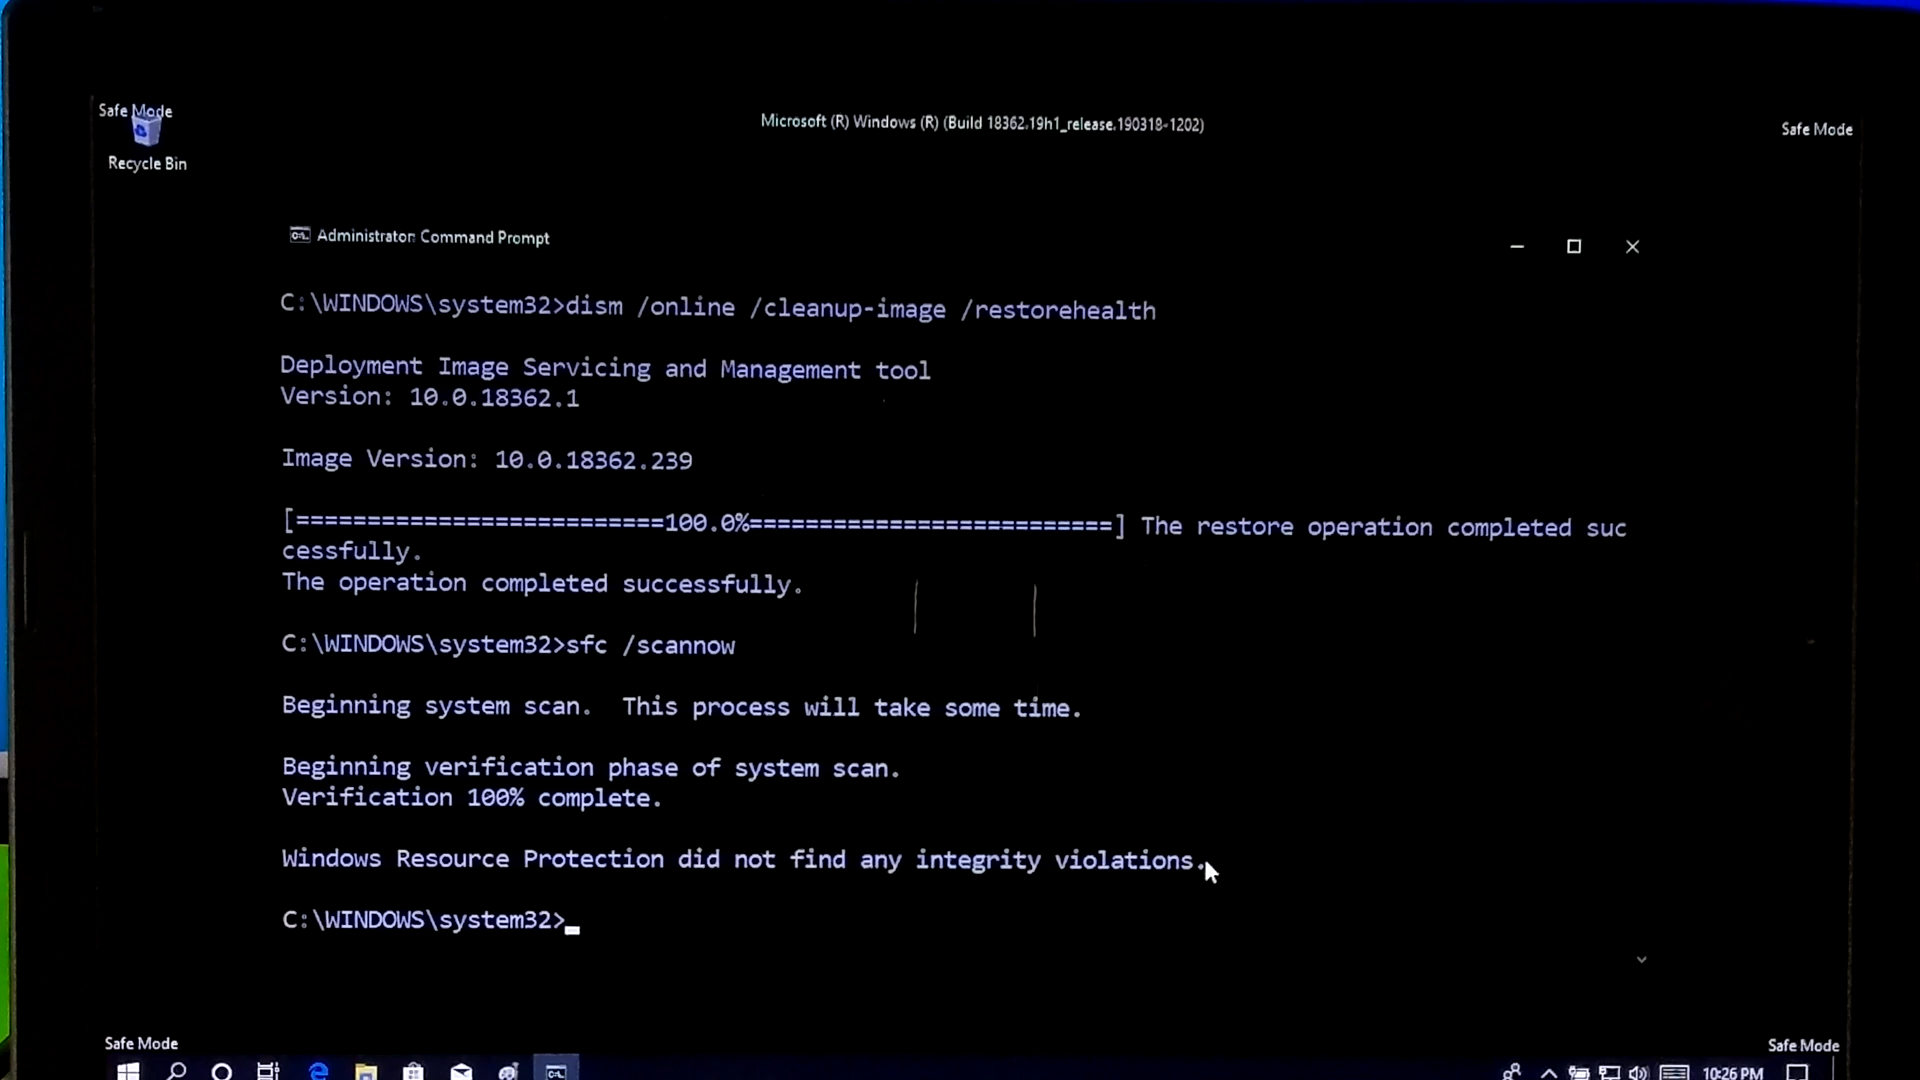 Safe Mode
Microsoft (R) Windows (R) (Build 18362.19h1_release.190318-1202)
Safe Mode
Recycle Bin
Administrator: Command Prompt
C:\WINDOWS\system32>dism /online /cleanup-image /restorehealth
Deployment Image Servicing and Management tool
Version: 10.0.18362.1
Image Version: 10.0.18362.239
[==========================100.0%==========================] The restore operation completed suc
cessfully.
The operation completed successfully.
C:\WINDOWS\system32>sfc /scannow
Beginning system scan.  This process will take some time.
Beginning verification phase of system scan.
Verification 100% complete.
Windows Resource Protection did not find any integrity violations.
C:\WINDOWS\system32>
Safe Mode
Safe Mode
10:26 PM